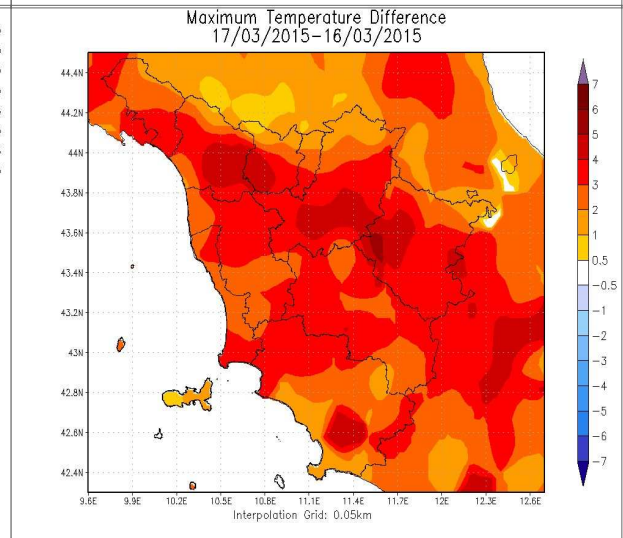 Maximum Temperature Difference
17/03/2015-16/03/2015
44.4N
44.2N
44N
43.8N
43.6N
43.4N
43.2N
43N
42.8N
42.6N
42.4N
9.6E 9.9E 10.2E 10.5E 10.8E 11.1E 11.4E 11.7E 12E 12.3E 12.6E
Interpolation Grid: 0.05km
7
6
5
4
3
2
1
0.5
-0.5
-1
-2
-3
-4
-5
-6
-7